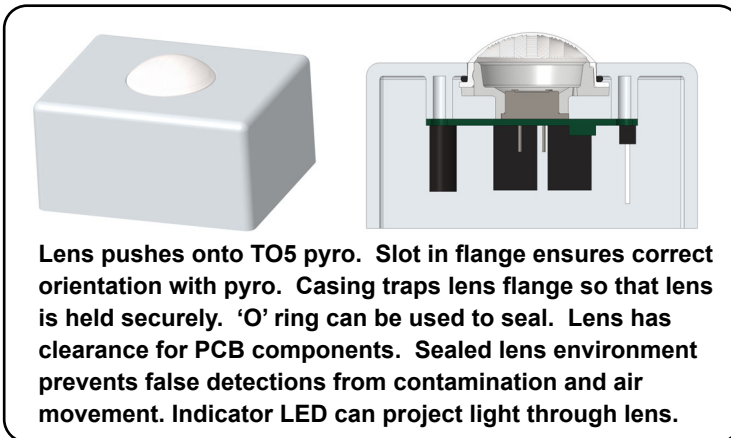 Lens pushes onto TO5 pyro.  Slot in flange ensures correct
orientation with pyro.  Casing traps lens flange so that lens
is held securely.  ‘O’ ring can be used to seal.  Lens has
clearance for PCB components.  Sealed lens environment
prevents false detections from contamination and air
movement. Indicator LED can project light through lens.